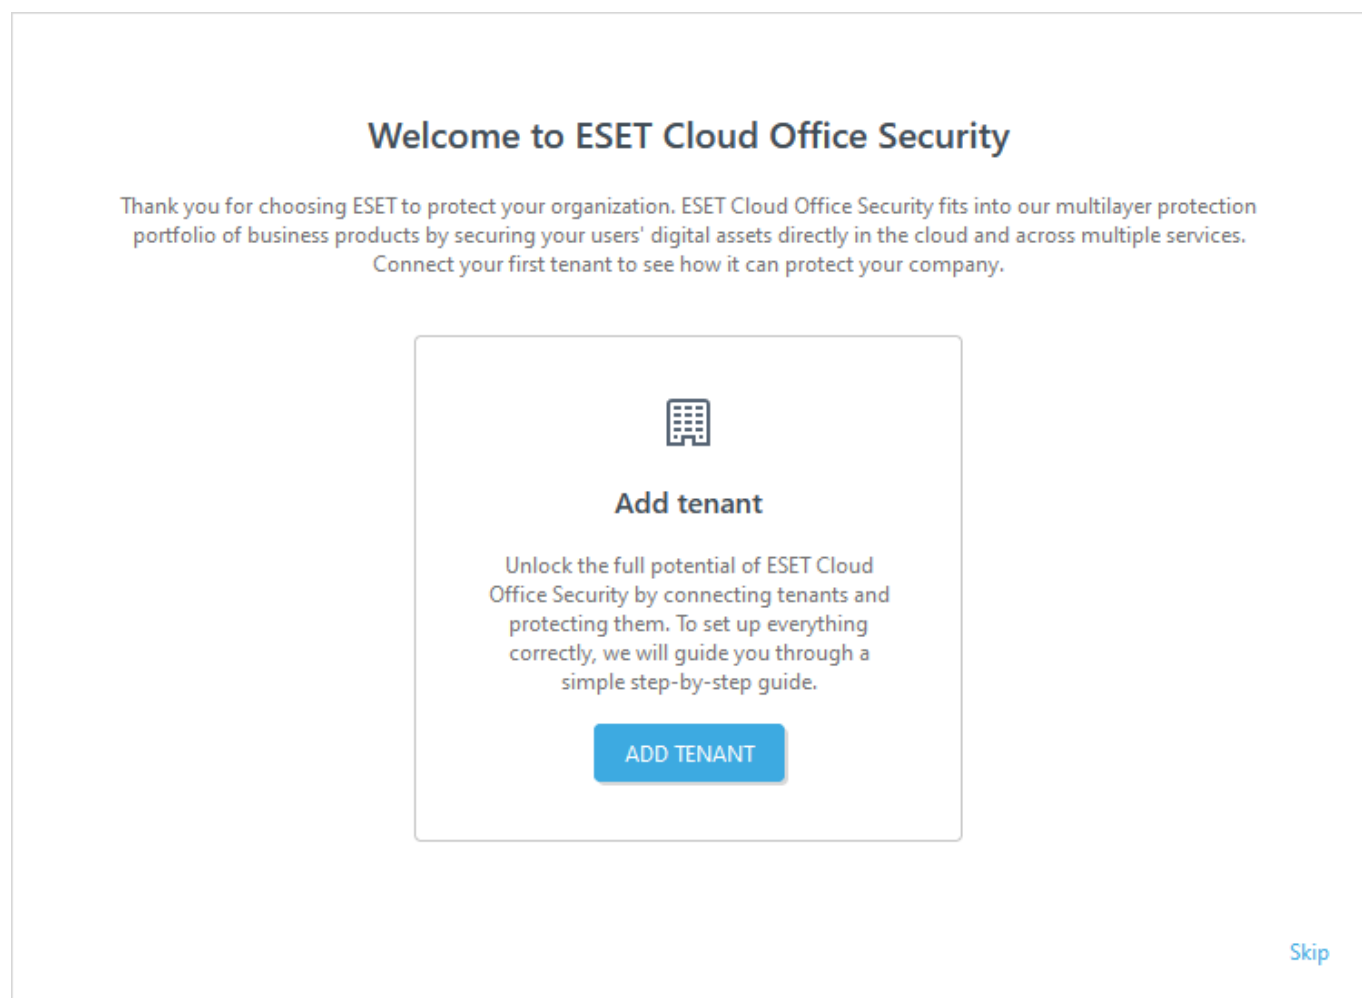 Welcome to ESET Cloud Office Security
Thank you for choosing ESET to protect your organization. ESET Cloud Office Security fits into our multilayer protection
portfolio of business products by securing your users' digital assets directly in the cloud and across multiple services.
Connect your first tenant to see how it can protect your company.
Add tenant
Unlock the full potential of ESET Cloud
Office Security by connecting tenants and
protecting them. To set up everything
correctly, we will guide you through a
simple step-by-step guide.
ADD TENANT
Skip